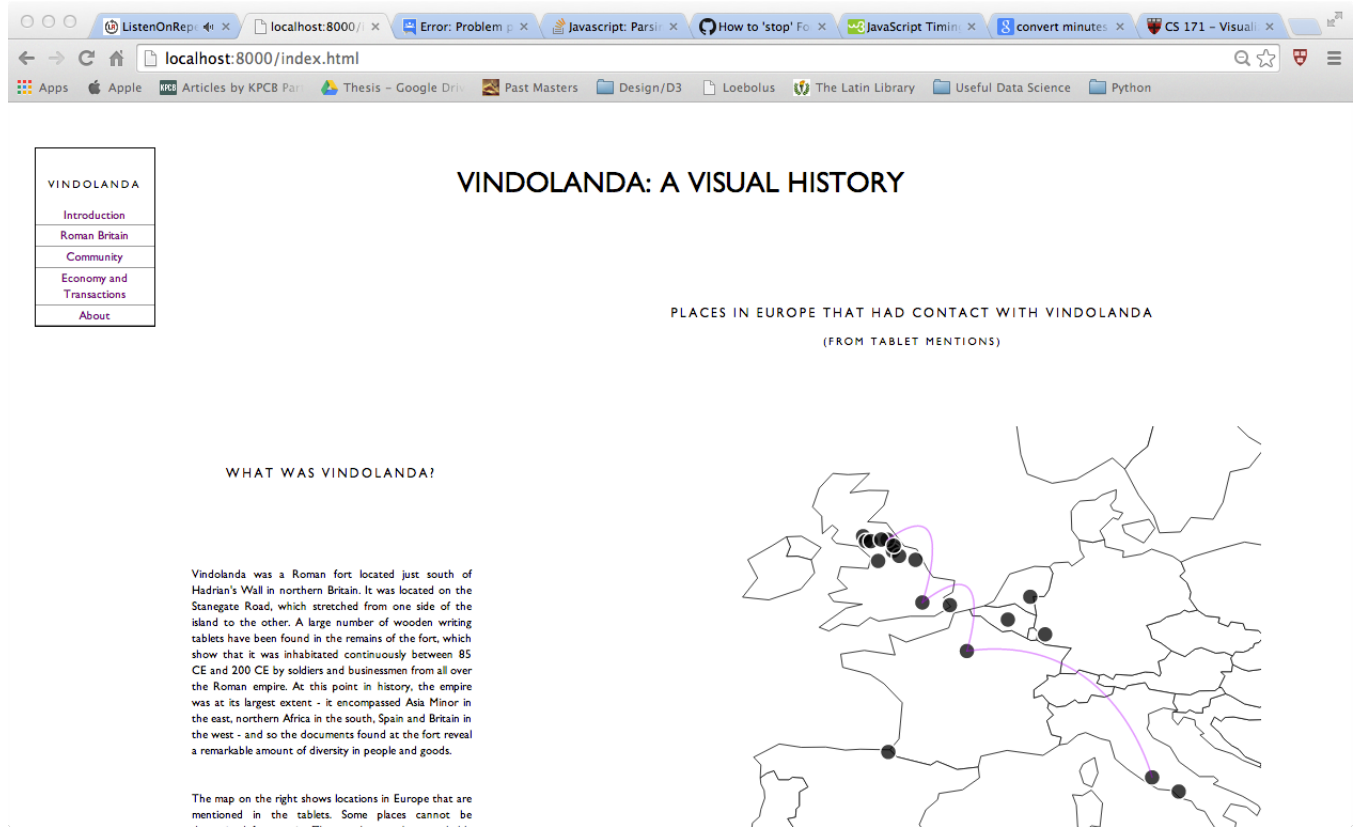 ListenOnRepe
localhost:8000/i
Error: Problem p
Javascript: Parsin
How to 'stop' Fo
JavaScript Timing
convert minutes
CS 171 – Visuali
localhost:8000/index.html
Apps Apple Articles by KPCB Par Thesis – Google Driv Past Masters Design/D3 Loebolus The Latin Library Useful Data Science Python
VINDOLANDA
Introduction
Roman Britain
Community
Economy and
Transactions
About
VINDOLANDA: A VISUAL HISTORY
PLACES IN EUROPE THAT HAD CONTACT WITH VINDOLANDA
(FROM TABLET MENTIONS)
WHAT WAS VINDOLANDA?
Vindolanda was a Roman fort located just south of
Hadrian's Wall in northern Britain. It was located on the
Stanegate Road, which stretched from one side of the
island to the other. A large number of wooden writing
tablets have been found in the remains of the fort, which
show that it was inhabitated continuously between 85
CE and 200 CE by soldiers and businessmen from all over
the Roman empire. At this point in history, the empire
was at its largest extent - it encompassed Asia Minor in
the east, northern Africa in the south, Spain and Britain in
the west - and so the documents found at the fort reveal
a remarkable amount of diversity in people and goods.
The map on the right shows locations in Europe that are
mentioned in the tablets. Some places cannot be